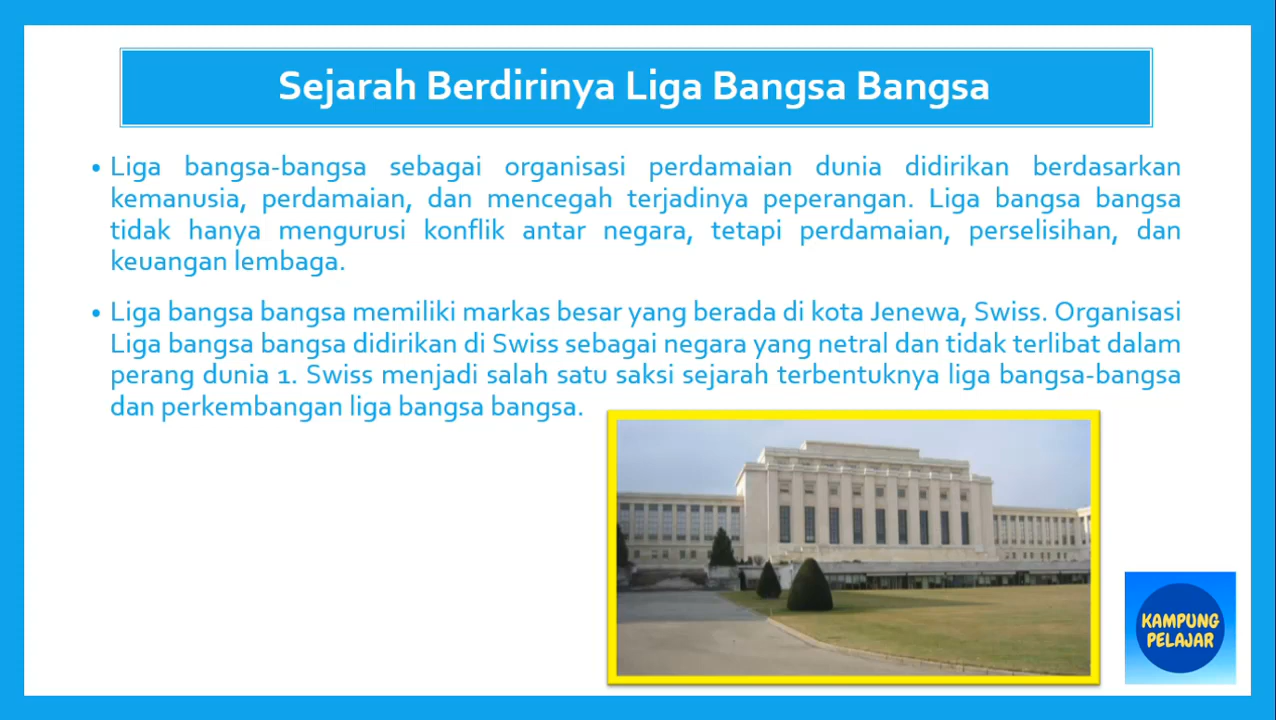 Sejarah Berdirinya Liga Bangsa Bangsa
• Liga bangsa-bangsa sebagai organisasi perdamaian dunia didirikan berdasarkan
kemanusia, perdamaian, dan mencegah terjadinya peperangan. Liga bangsa bangsa
tidak hanya mengurusi konflik antar negara, tetapi perdamaian, perselisihan, dan
keuangan lembaga.
• Liga bangsa bangsa memiliki markas besar yang berada di kota Jenewa, Swiss. Organisasi
Liga bangsa bangsa didirikan di Swiss sebagai negara yang netral dan tidak terlibat dalam
perang dunia 1. Swiss menjadi salah satu saksi sejarah terbentuknya liga bangsa-bangsa
dan perkembangan liga bangsa bangsa.
KAMPUNG
PELAJAR